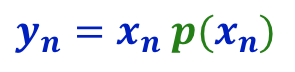 yₙ = xₙ p(xₙ)